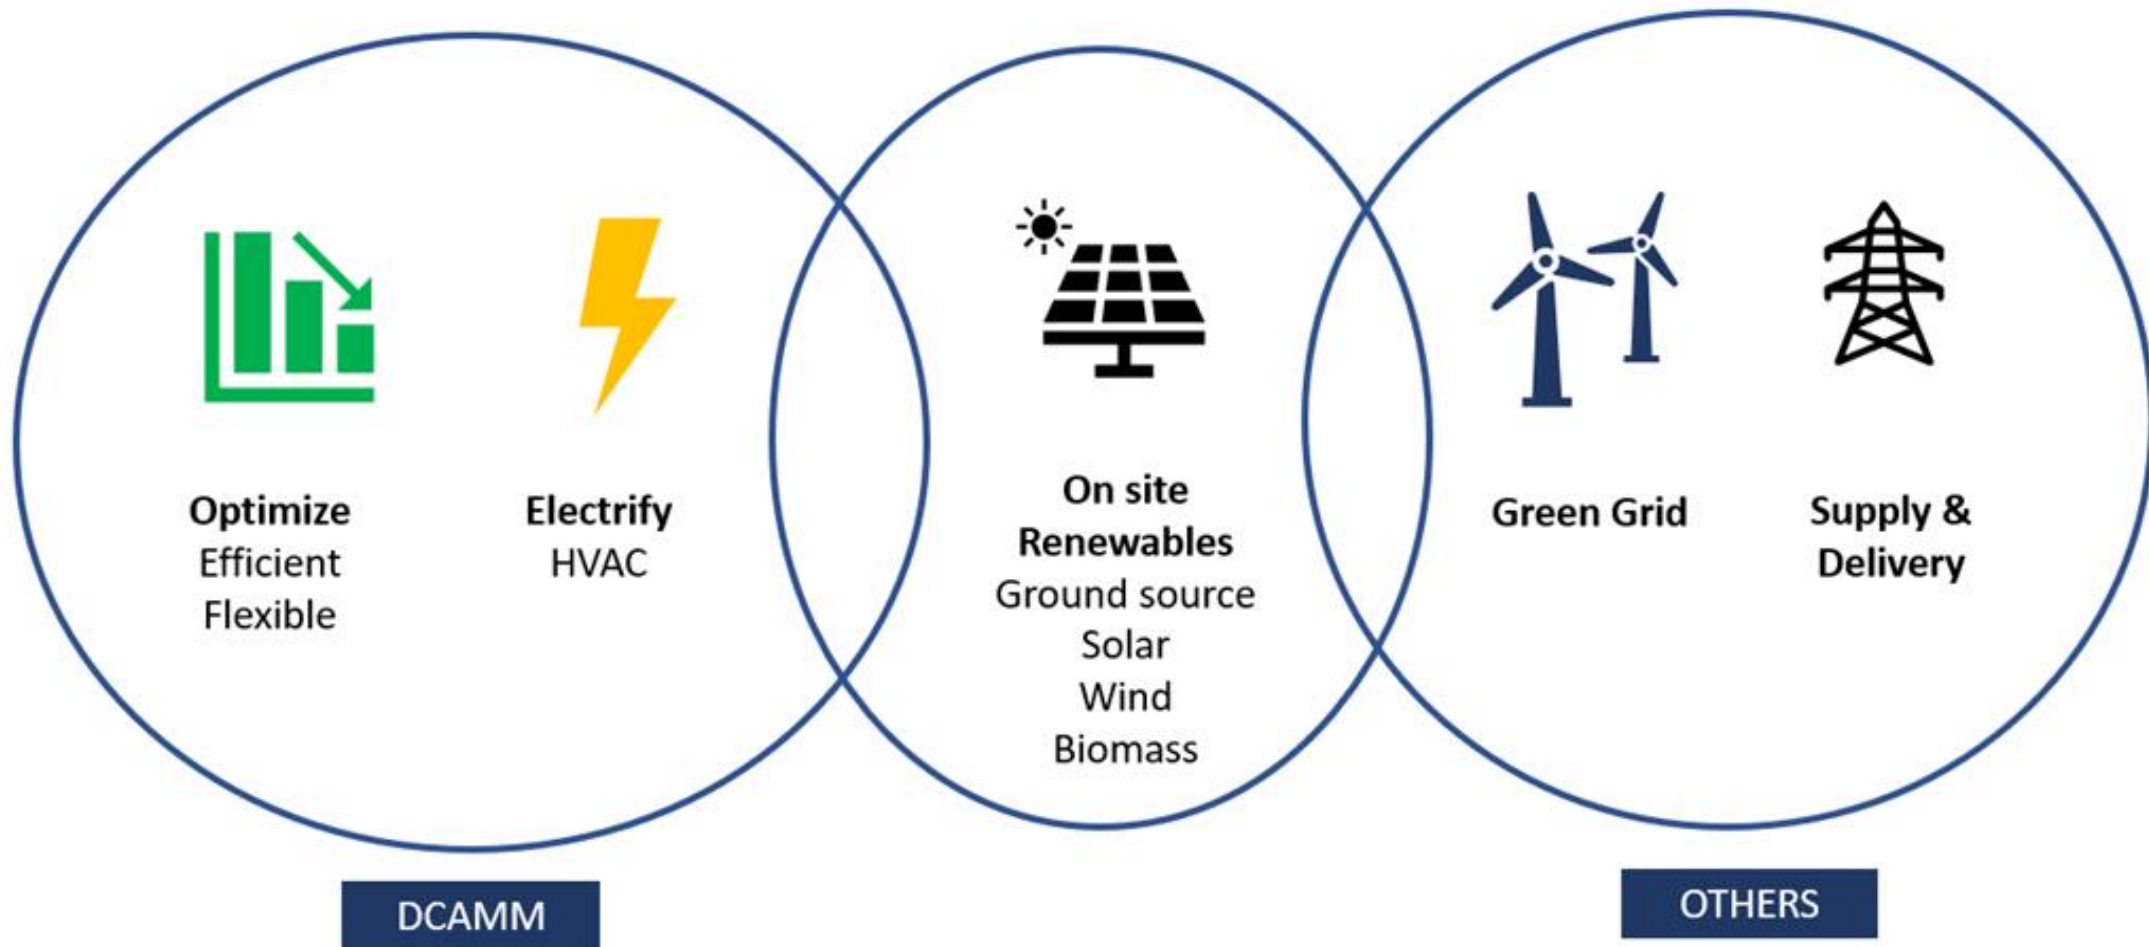 Optimize
Efficient
Flexible
Electrify
HVAC
On site
Renewables
Ground source
Solar
Wind
Biomass
Green Grid
Supply &
Delivery
DCAMM
OTHERS